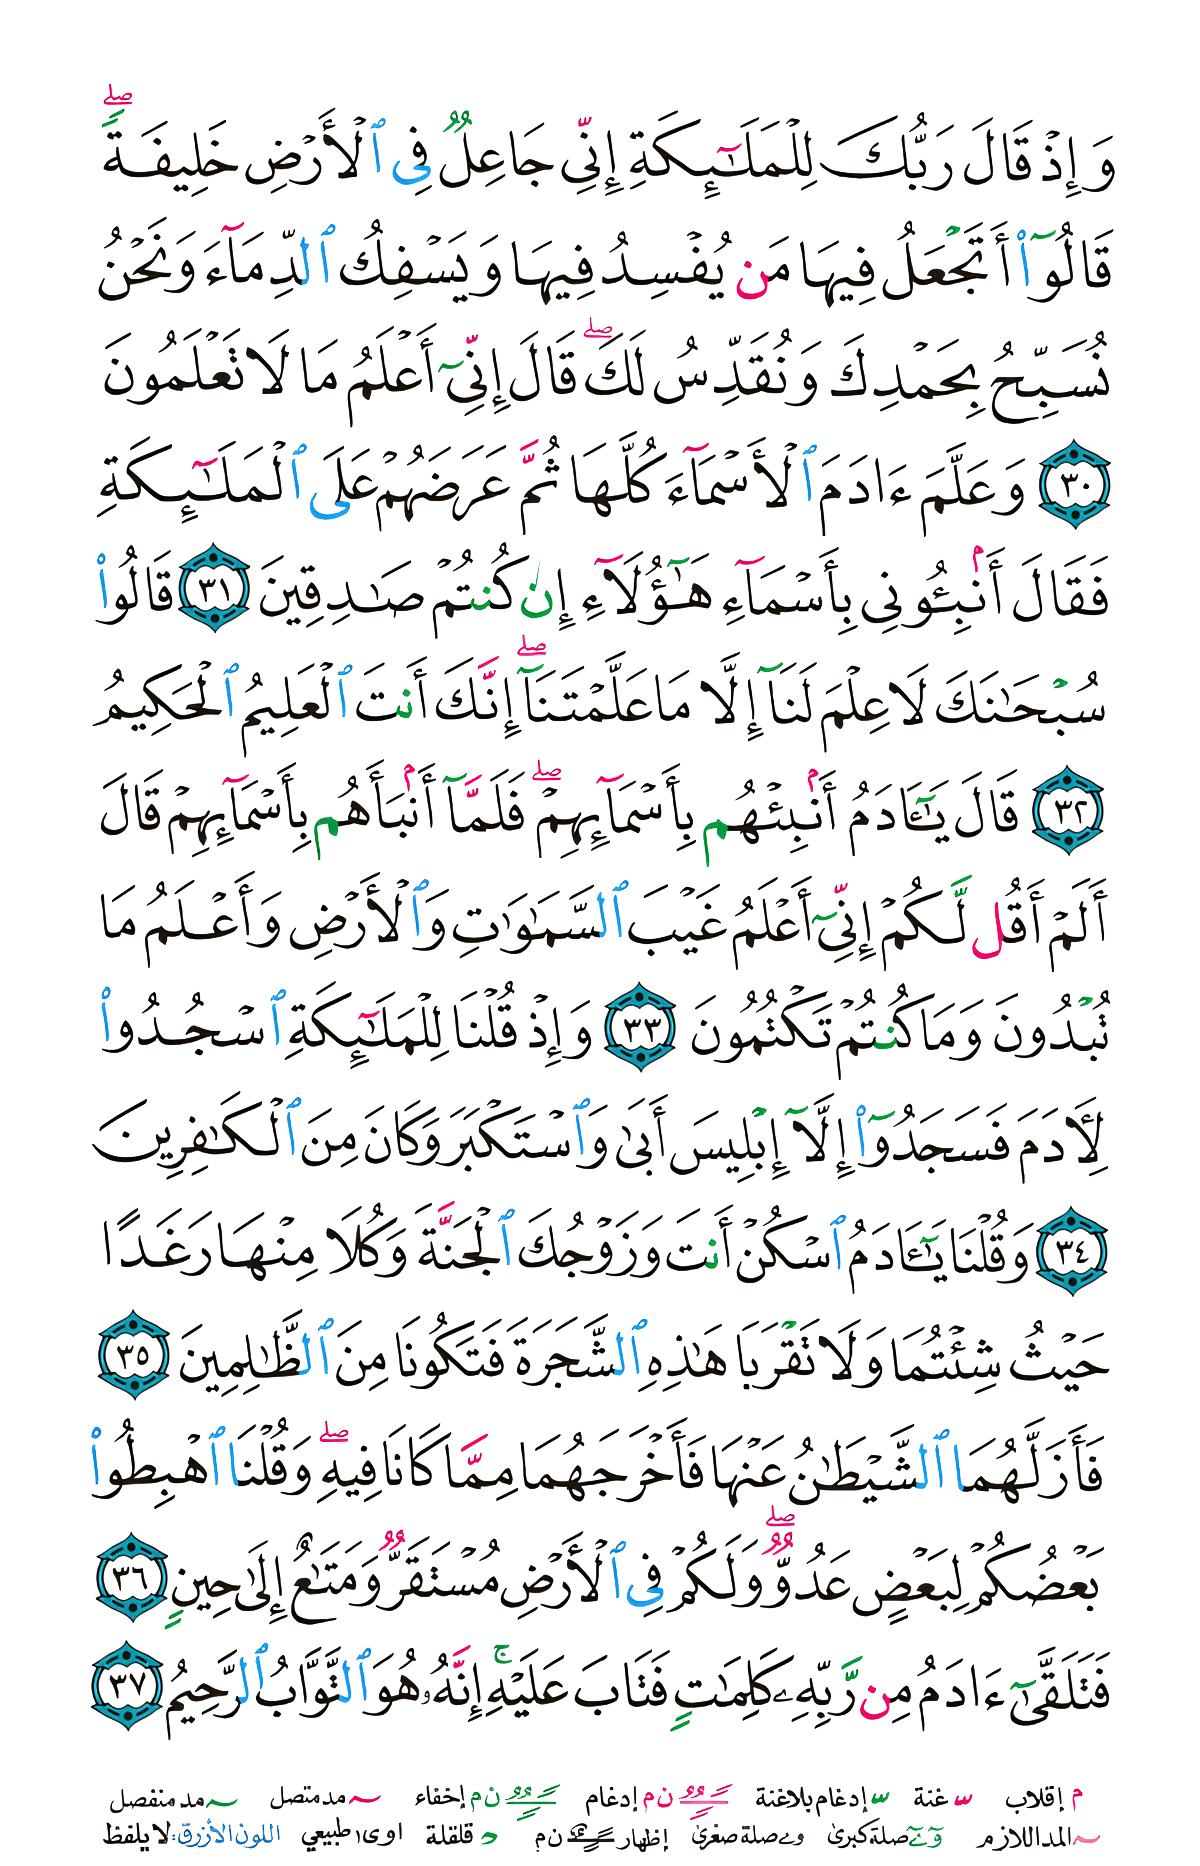 وَإِذْ قَالَ رَبُّكَ لِلْمَلَـٰٓئِكَةِ إِنِّى جَاعِلٌۭ فِى ٱلْأَرْضِ خَلِيفَةًۭ ۖ
قَالُوٓا۟ أَتَجْعَلُ فِيهَا مَن يُفْسِدُ فِيهَا وَيَسْفِكُ ٱلدِّمَآءَ وَنَحْنُ
نُسَبِّحُ بِحَمْدِكَ وَنُقَدِّسُ لَكَ ۖ قَالَ إِنِّىٓ أَعْلَمُ مَا لَا تَعْلَمُونَ
٣٠ وَعَلَّمَ ءَادَمَ ٱلْأَسْمَآءَ كُلَّهَا ثُمَّ عَرَضَهُمْ عَلَى ٱلْمَلَـٰٓئِكَةِ
فَقَالَ أَنۢبِـُٔونِى بِأَسْمَآءِ هَـٰٓؤُلَآءِ إِن كُنتُمْ صَـٰدِقِينَ ٣١ قَالُوا۟
سُبْحَـٰنَكَ لَا عِلْمَ لَنَآ إِلَّا مَا عَلَّمْتَنَآ ۖ إِنَّكَ أَنتَ ٱلْعَلِيمُ ٱلْحَكِيمُ
٣٢ قَالَ يَـٰٓـَٔادَمُ أَنۢبِئْهُم بِأَسْمَآئِهِمْ ۖ فَلَمَّآ أَنۢبَأَهُم بِأَسْمَآئِهِمْ قَالَ
أَلَمْ أَقُل لَّكُمْ إِنِّىٓ أَعْلَمُ غَيْبَ ٱلسَّمَـٰوَٰتِ وَٱلْأَرْضِ وَأَعْلَمُ مَا
تُبْدُونَ وَمَا كُنتُمْ تَكْتُمُونَ ٣٣ وَإِذْ قُلْنَا لِلْمَلَـٰٓئِكَةِ ٱسْجُدُوا۟
لِـَٔادَمَ فَسَجَدُوٓا۟ إِلَّآ إِبْلِيسَ أَبَىٰ وَٱسْتَكْبَرَ وَكَانَ مِنَ ٱلْكَـٰفِرِينَ
٣٤ وَقُلْنَا يَـٰٓـَٔادَمُ ٱسْكُنْ أَنتَ وَزَوْجُكَ ٱلْجَنَّةَ وَكُلَا مِنْهَا رَغَدًا
حَيْثُ شِئْتُمَا وَلَا تَقْرَبَا هَـٰذِهِ ٱلشَّجَرَةَ فَتَكُونَا مِنَ ٱلظَّـٰلِمِينَ ٣٥
فَأَزَلَّهُمَا ٱلشَّيْطَـٰنُ عَنْهَا فَأَخْرَجَهُمَا مِمَّا كَانَا فِيهِ ۖ وَقُلْنَا ٱهْبِطُوا۟
بَعْضُكُمْ لِبَعْضٍ عَدُوٌّۭ ۖ وَلَكُمْ فِى ٱلْأَرْضِ مُسْتَقَرٌّۭ وَمَتَـٰعٌ إِلَىٰ حِينٍۢ ٣٦
فَتَلَقَّىٰٓ ءَادَمُ مِن رَّبِّهِۦ كَلِمَـٰتٍۢ فَتَابَ عَلَيْهِ ۚ إِنَّهُۥ هُوَ ٱلتَّوَّابُ ٱلرَّحِيمُ ٣٧
م إقلاب ـّ غنة ـّ إدغام بلاغنة ن م إدغام ن م إخفاء ~ مد متصل ~ مد منفصل
~ المد اللازم وٓ ےٓ صلة كبرى و ے صلة صغرى إظهار ن م د قلقلة ا و ى طبيعي اللون الأزرق: لا يلفظ